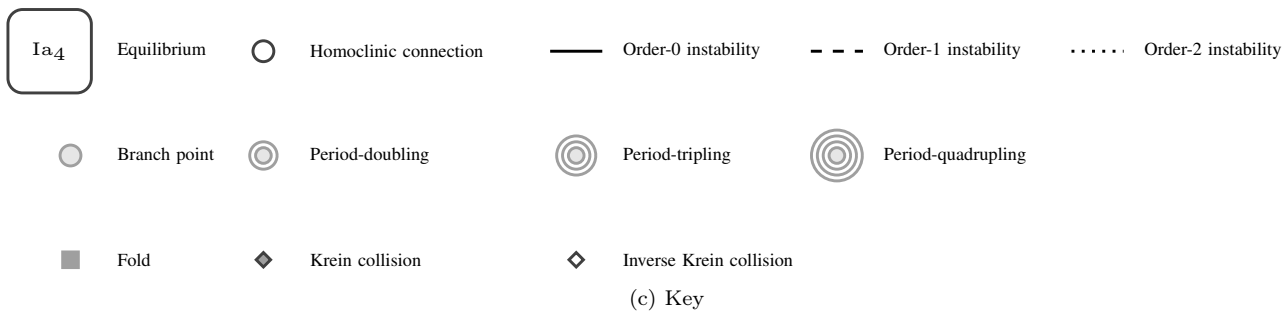 Ia₄ Equilibrium Homoclinic connection Order-0 instability Order-1 instability Order-2 instability
Branch point Period-doubling Period-tripling Period-quadrupling
Fold Krein collision Inverse Krein collision
(c) Key